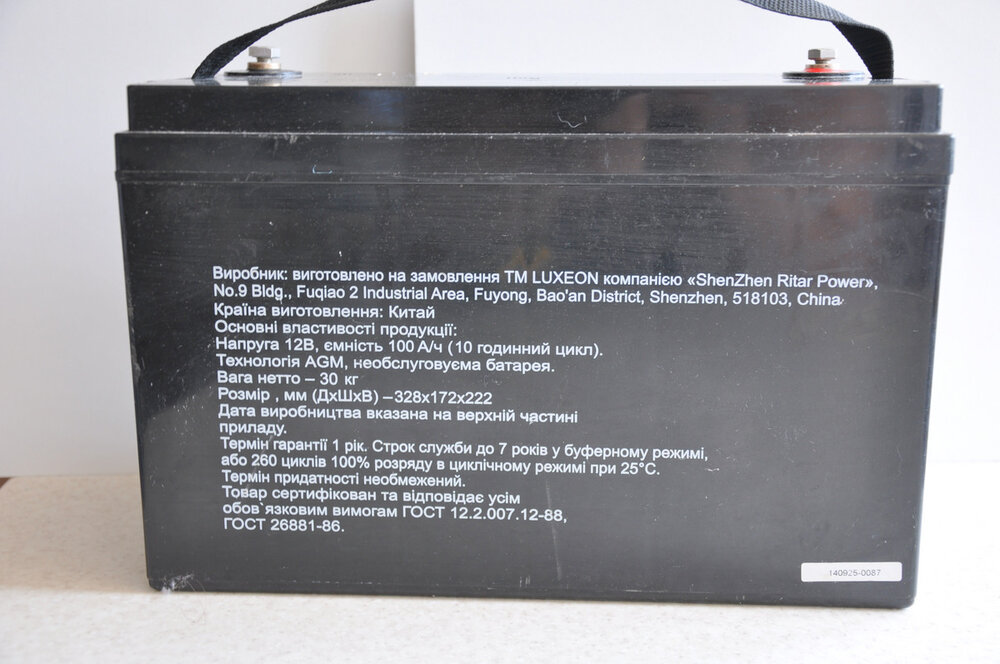 Виробник: виготовлено на замовлення ТМ LUXEON компанією «ShenZhen Ritar Power»,
No.9 Bldg., Fuqiao 2 Industrial Area, Fuyong, Bao'an District, Shenzhen, 518103, China
Країна виготовлення: Китай
Основні властивості продукції:
Напруга 12В, ємність 100 А/ч (10 годинний цикл).
Технологія AGM, необслуговуєма батарея.
Вага нетто – 30 кг
Розмір , мм (ДхШхВ) –328х172х222
Дата виробництва вказана на верхній частині
приладу.
Термін гарантії 1 рік. Строк служби до 7 років у буферному режимі,
або 260 циклів 100% розряду в циклічному режимі при 25°С.
Термін придатності необмежений.
Товар сертифікован та відповідає усім
обов`язковим вимогам ГОСТ 12.2.007.12-88,
ГОСТ 26881-86.
140925-0087